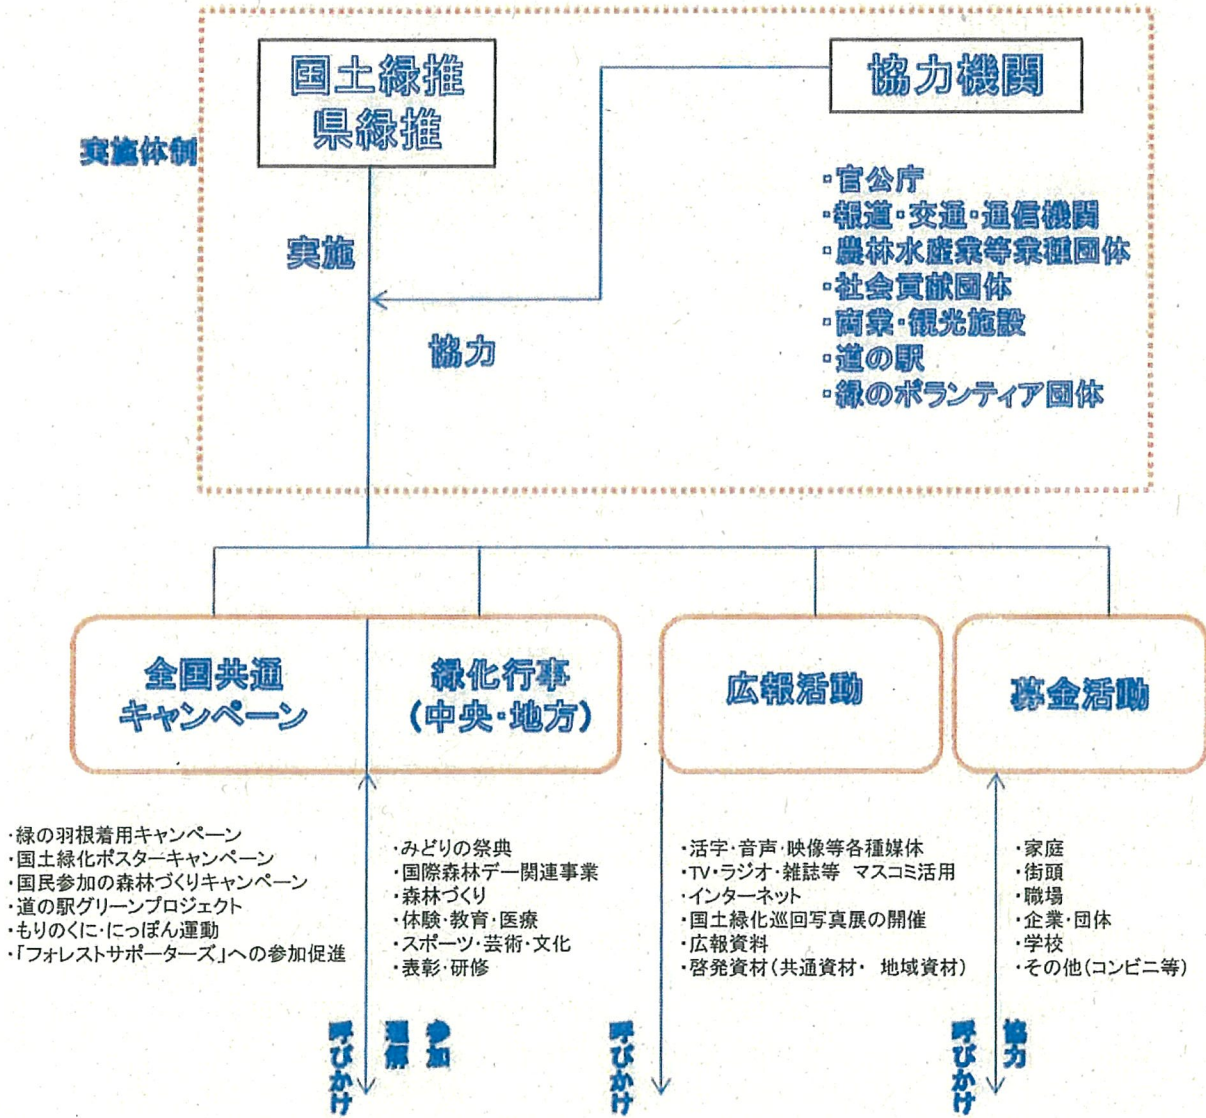 国土緑推
県緑推
協力機関
実施体制
・官公庁
・報道・交通・通信機関
・農林水産業等業種団体
・社会貢献団体
・商業・観光施設
・道の駅
・緑のボランティア団体
実施
協力
全国共通
キャンペーン
緑化行事
(中央・地方)
広報活動
募金活動
・緑の羽根着用キャンペーン
・国土緑化ポスターキャンペーン
・国民参加の森林づくりキャンペーン
・道の駅グリーンプロジェクト
・もりのくに・にっぽん運動
・「フォレストサポーターズ」への参加促進
・みどりの祭典
・国際森林デー関連事業
・森林づくり
・体験・教育・医療
・スポーツ・芸術・文化
・表彰・研修
・活字・音声・映像等各種媒体
・TV・ラジオ・雑誌等 マスコミ活用
・インターネット
・国土緑化巡回写真展の開催
・広報資料
・啓発資材(共通資材・ 地域資材)
・家庭
・街頭
・職場
・企業・団体
・学校
・その他(コンビニ等)
呼びかけ
理解
参加
呼びかけ
呼びかけ
協力